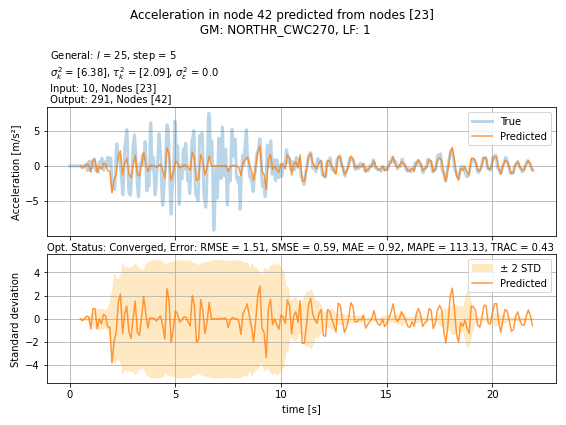 Acceleration in node 42 predicted from nodes [23]
GM: NORTHR_CWC270, LF: 1
General: l = 25, step = 5
σ²ₖ = [6.38], τ²ₖ = [2.09], σ²ε = 0.0
Input: 10, Nodes [23]
Output: 291, Nodes [42]
Acceleration [m/s²]
5
0
−5
True
Predicted
Opt. Status: Converged, Error: RMSE = 1.51, SMSE = 0.59, MAE = 0.92, MAPE = 113.13, TRAC = 0.43
Standard deviation
4
2
0
−2
−4
± 2 STD
Predicted
0 5 10 15 20
time [s]